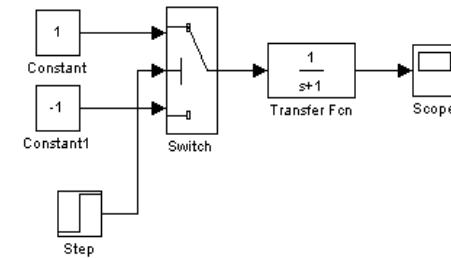 1
Constant
-1
Constant1
Step
Switch
1
s+1
Transfer Fcn
Scope